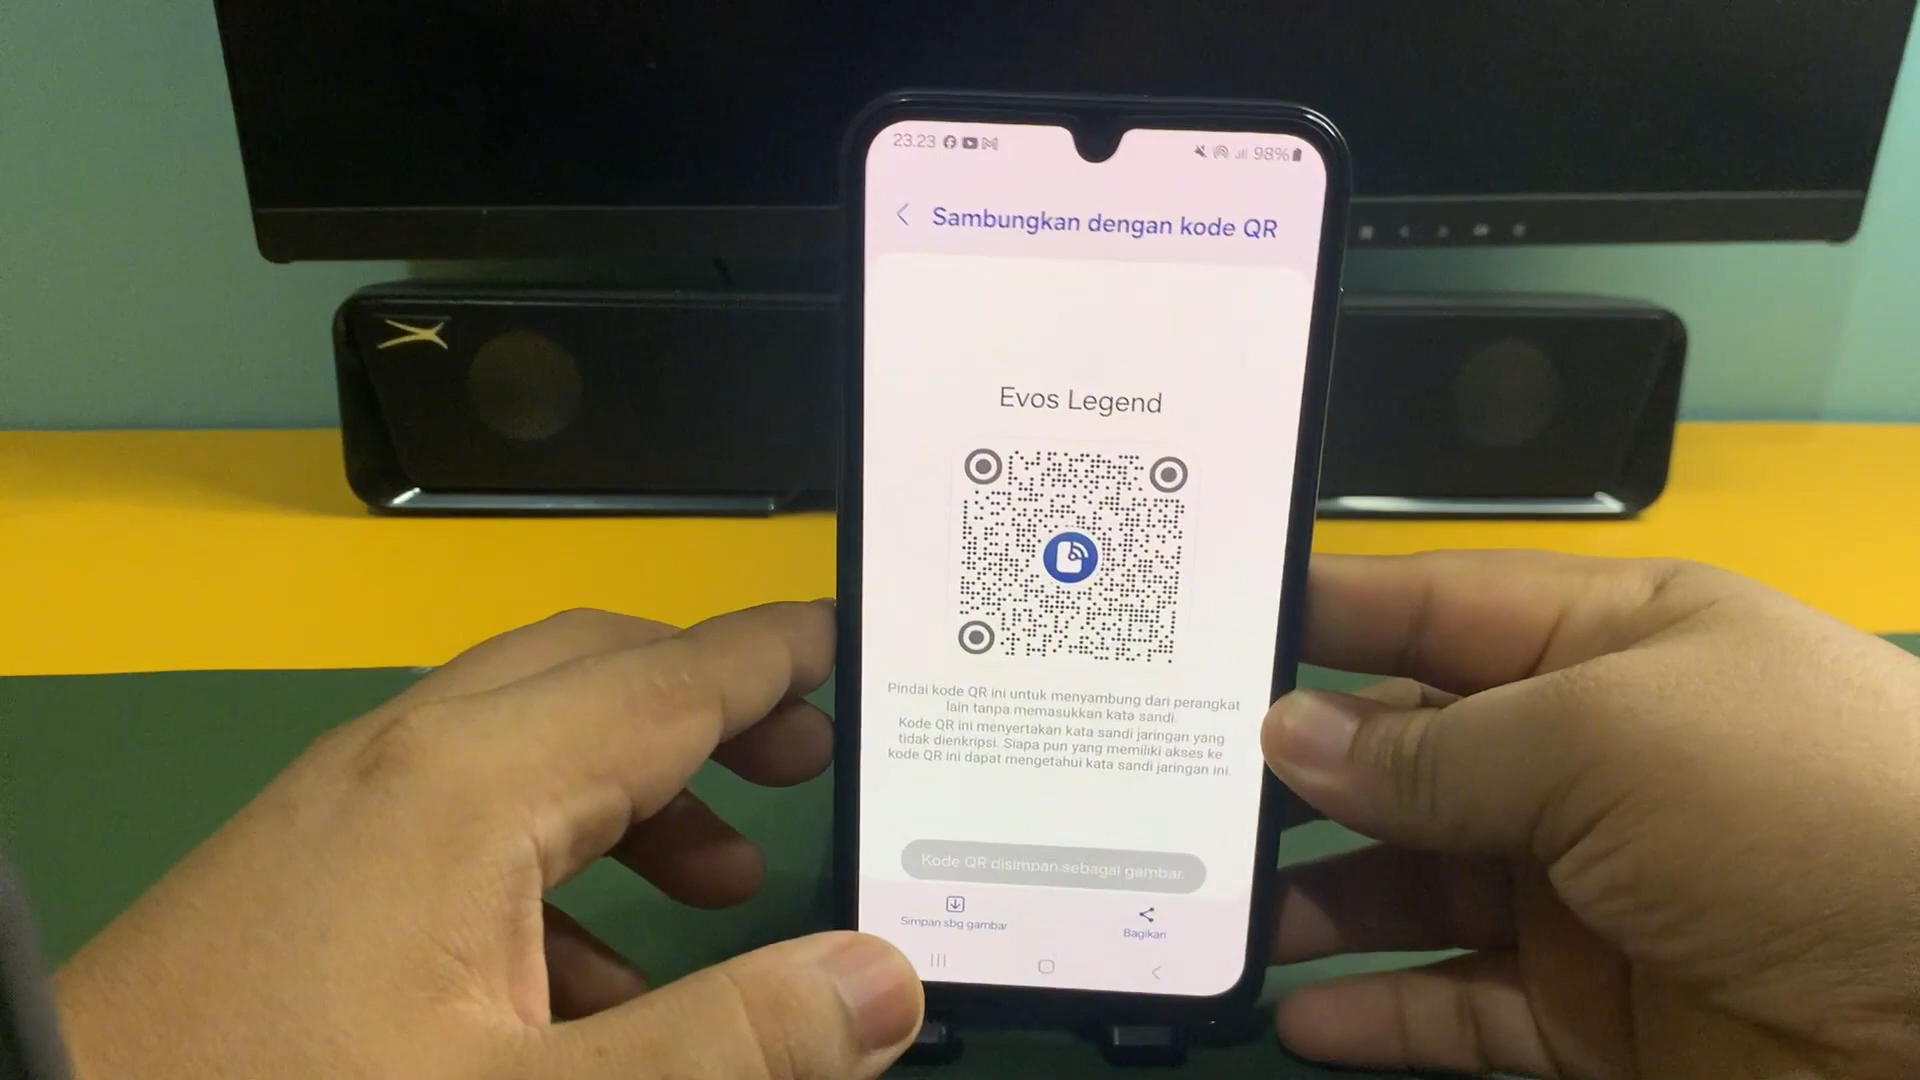 23.23
98%
Sambungkan dengan kode QR
Evos Legend
Pindai kode QR ini untuk menyambung dari perangkat
lain tanpa memasukkan kata sandi.
Kode QR ini menyertakan kata sandi jaringan yang
tidak dienkripsi. Siapa pun yang memiliki akses ke
kode QR ini dapat mengetahui kata sandi jaringan ini.
Kode QR disimpan sebagai gambar.
Simpan sbg gambar
Bagikan